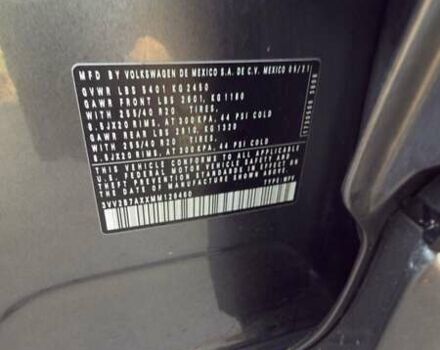 MFD BY VOLKSWAGEN DE MEXICO S.A. DE C.V. MEXICO 09/21
GVWR LBS 5401 KG 2450
GAWR FRONT LBS 2601, KG 1180
WITH 255/40 R20 TIRES,
8.5JX20 RIMS, AT 300KPA, 44 PSI COLD
GAWR REAR LBS 2910, KG 1320
WITH 255/40 R20 TIRES,
8.5JX20 RIMS, AT 300KPA, 44 PSI COLD
THIS VEHICLE CONFORMS TO ALL APPLICABLE
U.S. FEDERAL MOTOR VEHICLE SAFETY AND
THEFT PREVENTION STANDARDS IN EFFECT ON THE
DATE OF MANUFACTURE SHOWN ABOVE.